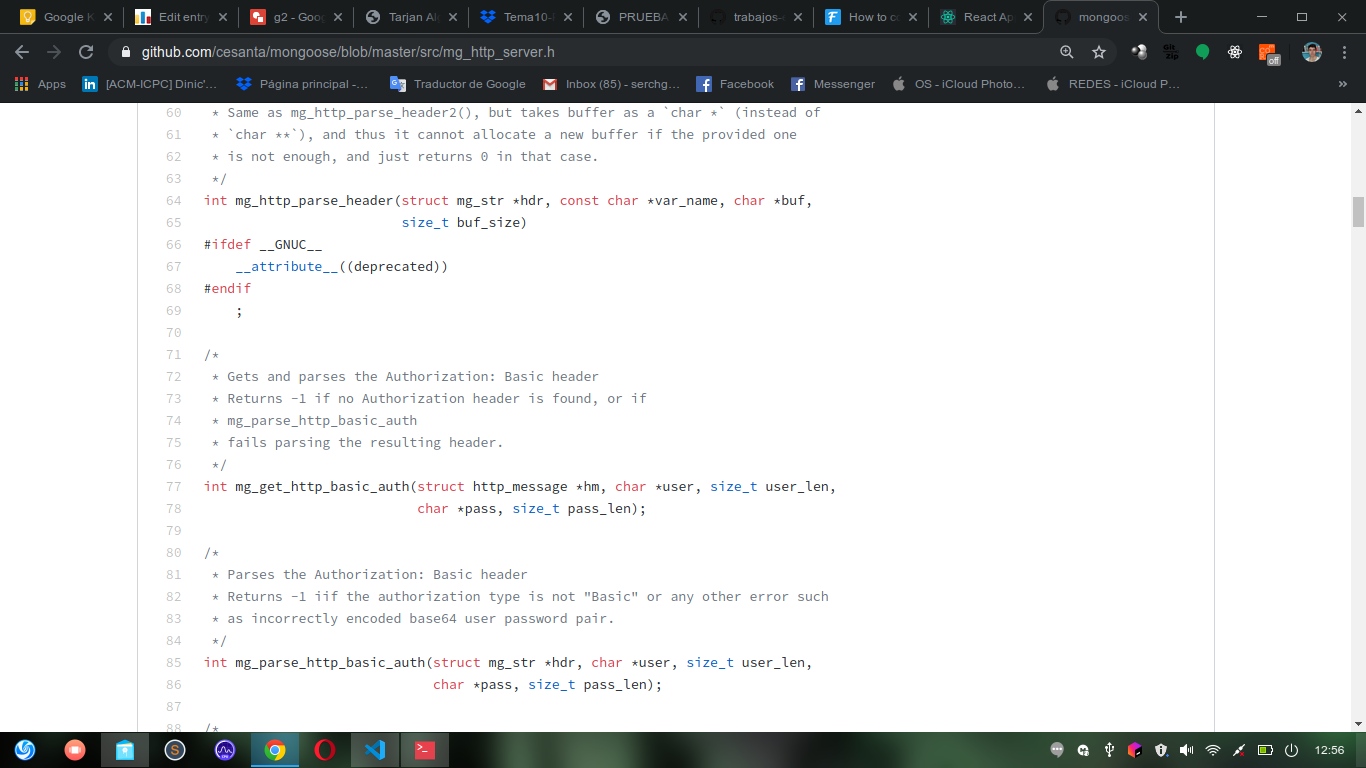 Google K
Edit entry
g2 - Goo
Tarjan Al
Tema10-
PRUEBA
trabajos-
How to c
React Ap
mongoos
github.com/cesanta/mongoose/blob/master/src/mg_http_server.h
off
Apps
[ACM-ICPC] Dinic'...
Página principal -...
Traductor de Google
Inbox (85) - serchg...
Facebook
Messenger
OS - iCloud Photo...
REDES - iCloud P...
»
60 * Same as mg_http_parse_header2(), but takes buffer as a `char *` (instead of
61 * `char **`), and thus it cannot allocate a new buffer if the provided one
62 * is not enough, and just returns 0 in that case.
63 */
64 int mg_http_parse_header(struct mg_str *hdr, const char *var_name, char *buf,
65 size_t buf_size)
66 #ifdef __GNUC__
67 __attribute__((deprecated))
68 #endif
69 ;
70
71 /*
72 * Gets and parses the Authorization: Basic header
73 * Returns -1 if no Authorization header is found, or if
74 * mg_parse_http_basic_auth
75 * fails parsing the resulting header.
76 */
77 int mg_get_http_basic_auth(struct http_message *hm, char *user, size_t user_len,
78 char *pass, size_t pass_len);
79
80 /*
81 * Parses the Authorization: Basic header
82 * Returns -1 iif the authorization type is not "Basic" or any other error such
83 * as incorrectly encoded base64 user password pair.
84 */
85 int mg_parse_http_basic_auth(struct mg_str *hdr, char *user, size_t user_len,
86 char *pass, size_t pass_len);
87
88 /*
12:56